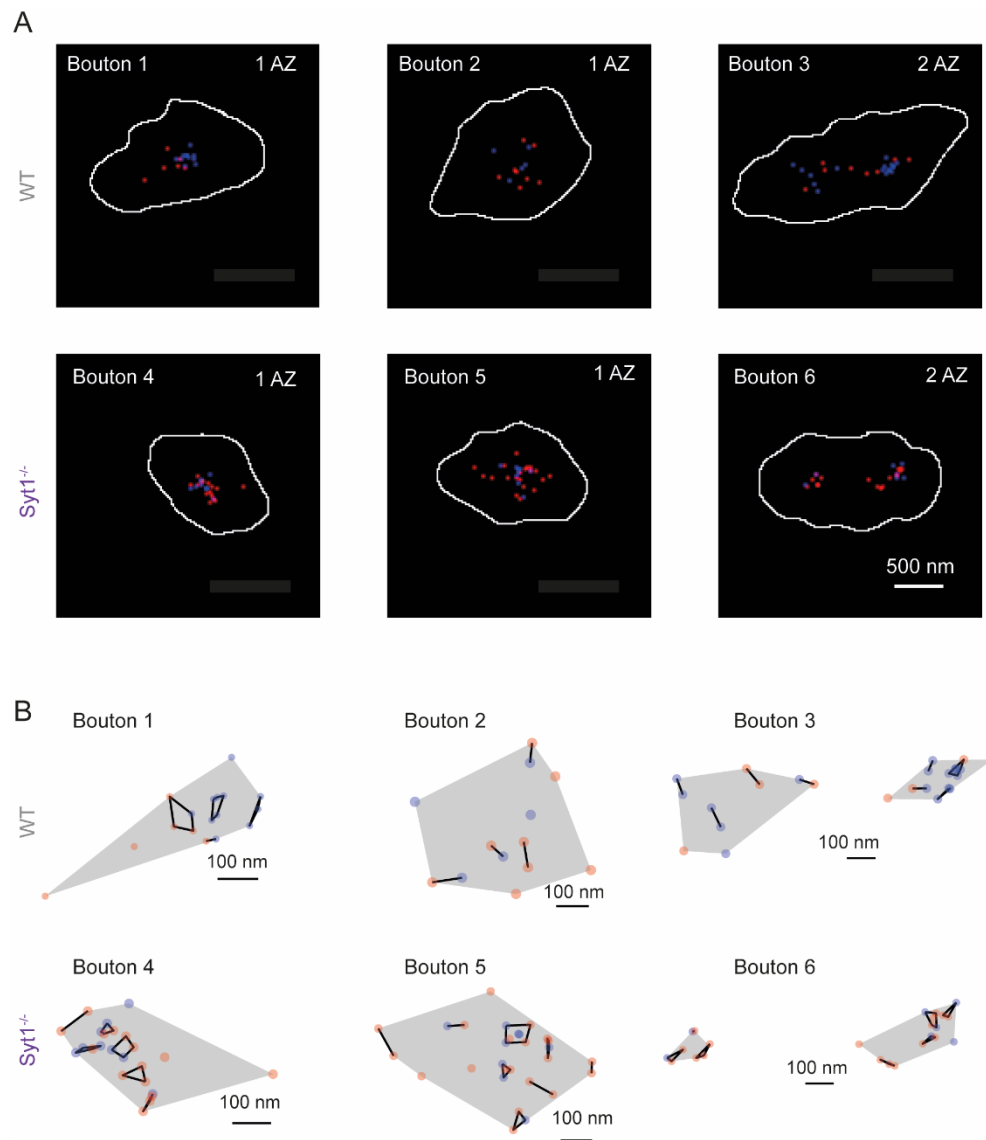 A
Bouton 1 1 AZ
Bouton 2 1 AZ
Bouton 3 2 AZ
WT
Bouton 4 1 AZ
Bouton 5 1 AZ
Bouton 6 2 AZ
Syt1-/-
500 nm
B
Bouton 1
Bouton 2
Bouton 3
WT
100 nm
100 nm
100 nm
Bouton 4
Bouton 5
Bouton 6
Syt1-/-
100 nm
100 nm
100 nm